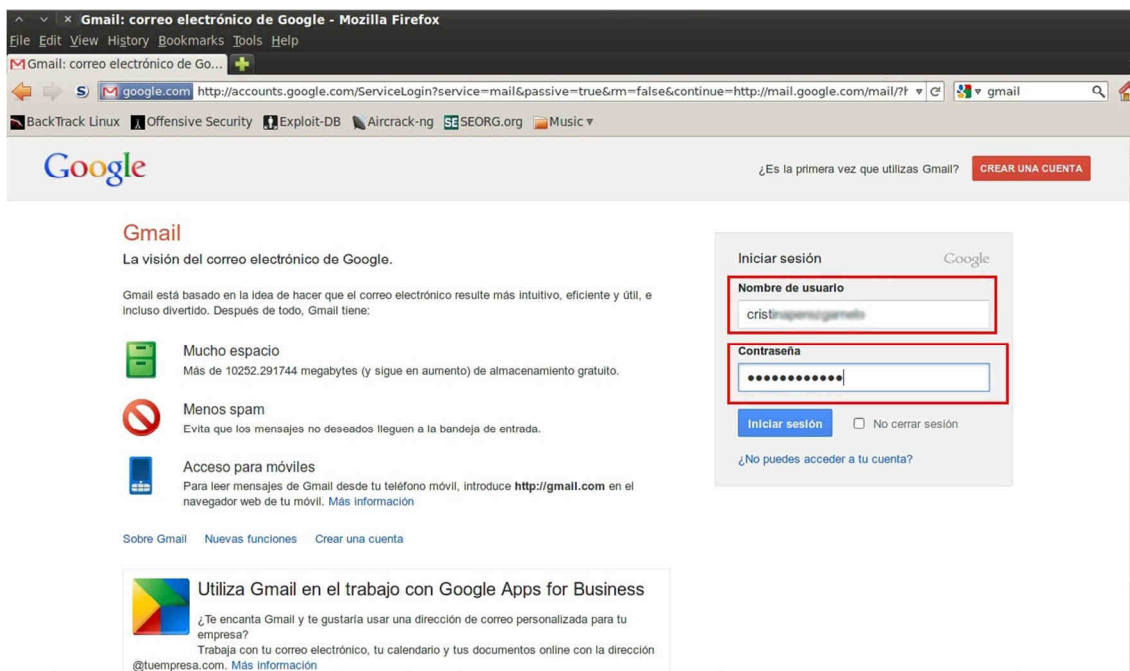 Gmail: correo electrónico de Google - Mozilla Firefox
File Edit View History Bookmarks Tools Help
Gmail: correo electrónico de Go...
S google.com http://accounts.google.com/ServiceLogin?service=mail&passive=true&rm=false&continue=http://mail.google.com/mail/?
gmail
BackTrack Linux Offensive Security Exploit-DB Aircrack-ng SE SEORG.org Music
Google
¿Es la primera vez que utilizas Gmail? CREAR UNA CUENTA
Gmail
La visión del correo electrónico de Google.
Gmail está basado en la idea de hacer que el correo electrónico resulte más intuitivo, eficiente y útil, e
incluso divertido. Después de todo, Gmail tiene:
Mucho espacio
Más de 10252.291744 megabytes (y sigue en aumento) de almacenamiento gratuito.
Menos spam
Evita que los mensajes no deseados lleguen a la bandeja de entrada.
Acceso para móviles
Para leer mensajes de Gmail desde tu teléfono móvil, introduce http://gmail.com en el
navegador web de tu móvil. Más información
Sobre Gmail Nuevas funciones Crear una cuenta
Utiliza Gmail en el trabajo con Google Apps for Business
¿Te encanta Gmail y te gustaría usar una dirección de correo personalizada para tu
empresa?
Trabaja con tu correo electrónico, tu calendario y tus documentos online con la dirección
@tuempresa.com. Más información
Iniciar sesión Google
Nombre de usuario
Contraseña
••••••••••••
Iniciar sesión No cerrar sesión
¿No puedes acceder a tu cuenta?